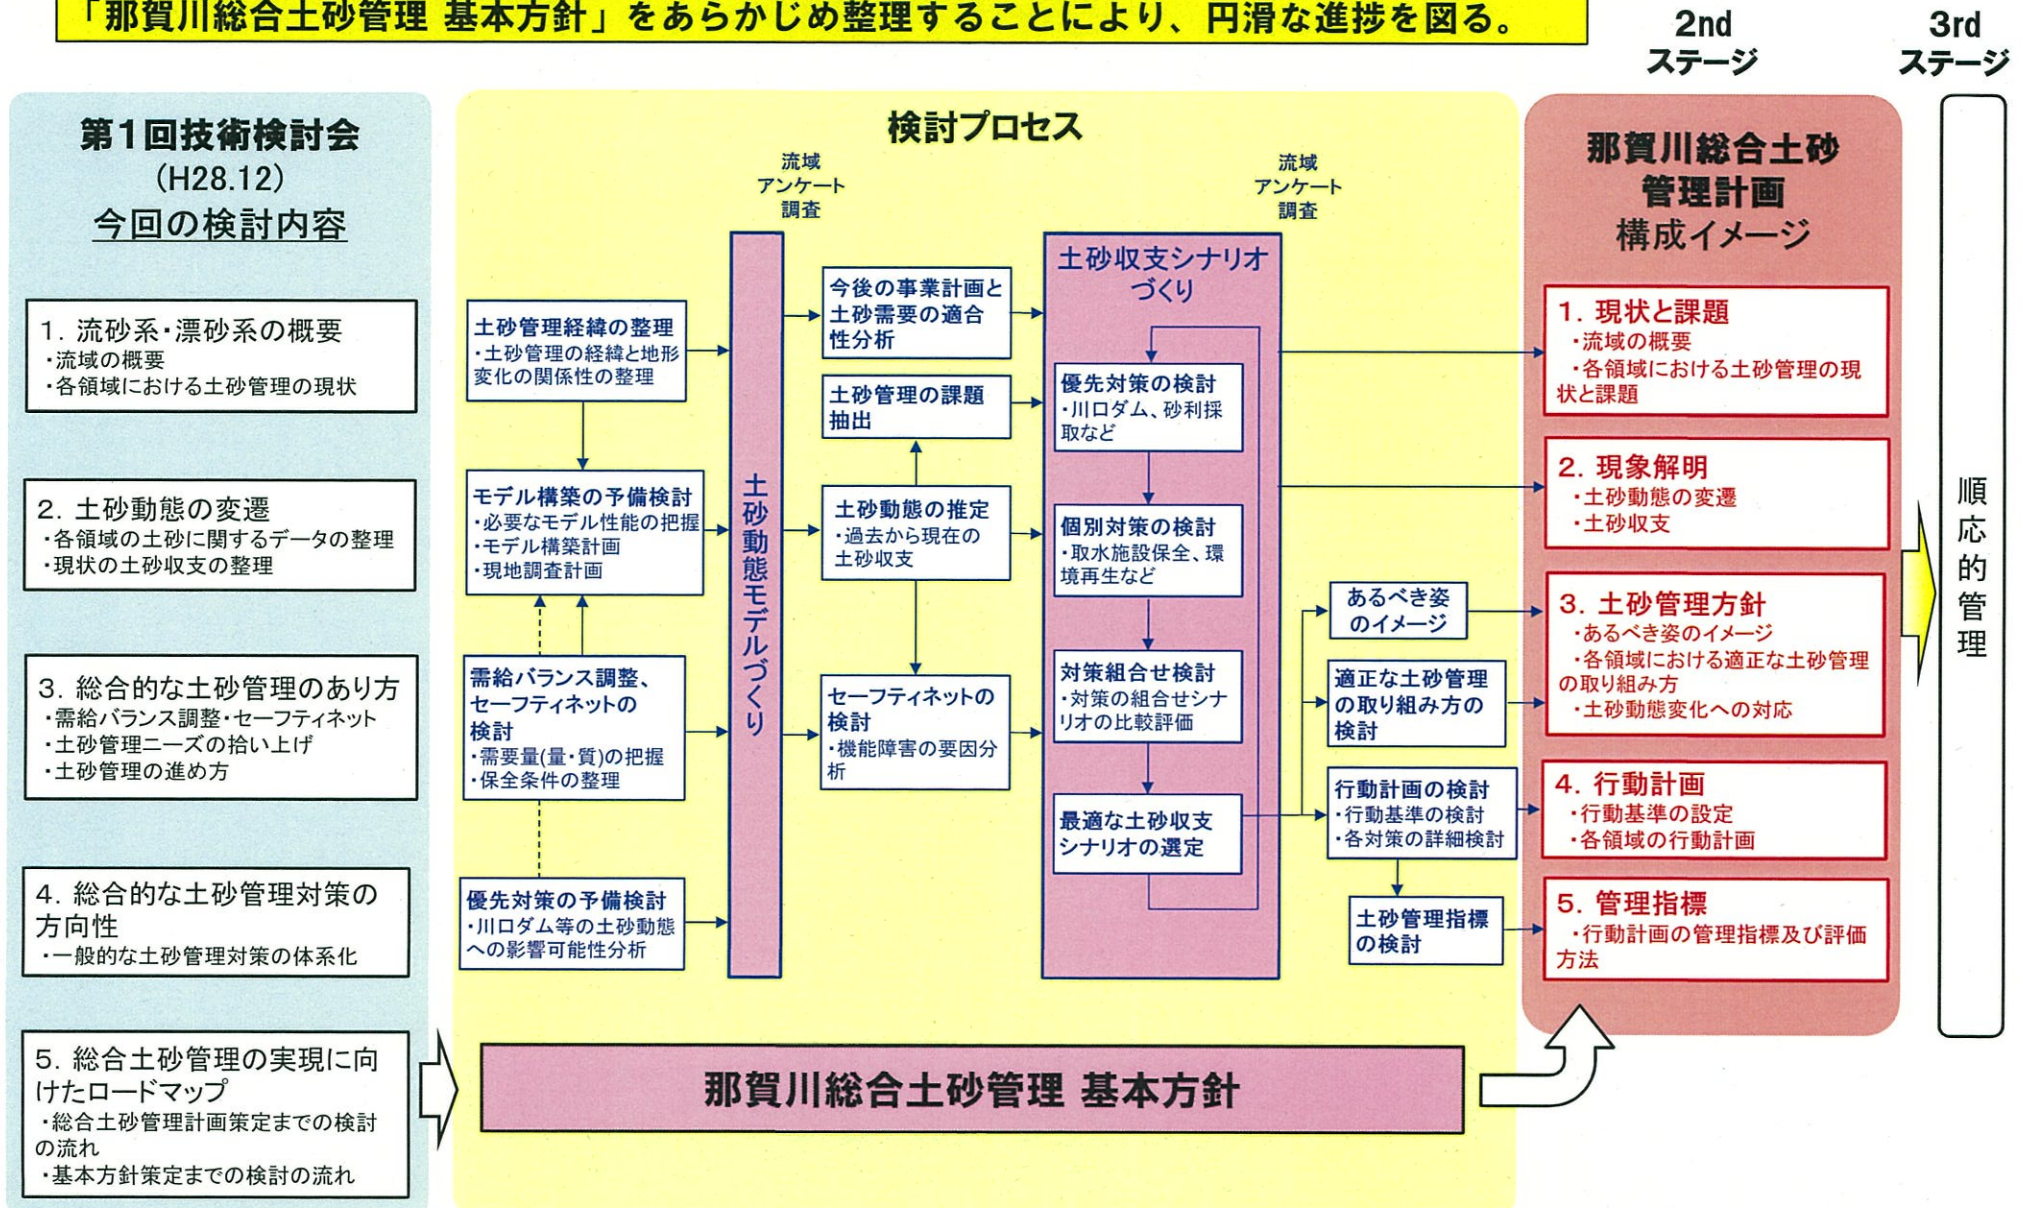 「那賀川総合土砂管理 基本方針」をあらかじめ整理することにより、円滑な進捗を図る。
2nd
ステージ
3rd
ステージ
第1回技術検討会
(H28.12)
今回の検討内容
1. 流砂系・漂砂系の概要
・流域の概要
・各領域における土砂管理の現状
2. 土砂動態の変遷
・各領域の土砂に関するデータの整理
・現状の土砂収支の整理
3. 総合的な土砂管理のあり方
・需給バランス調整・セーフティネット
・土砂管理ニーズの拾い上げ
・土砂管理の進め方
4. 総合的な土砂管理対策の
方向性
・一般的な土砂管理対策の体系化
5. 総合土砂管理の実現に向
けたロードマップ
・総合土砂管理計画策定までの検討
の流れ
・基本方針策定までの検討の流れ
検討プロセス
流域
アンケート
調査
流域
アンケート
調査
土砂管理経緯の整理
・土砂管理の経緯と地形
変化の関係性の整理
モデル構築の予備検討
・必要なモデル性能の把握
・モデル構築計画
・現地調査計画
需給バランス調整、
セーフティネットの
検討
・需要量(量・質)の把握
・保全条件の整理
優先対策の予備検討
・川口ダム等の土砂動態
への影響可能性分析
土砂動態モデルづくり
今後の事業計画と
土砂需要の適合
性分析
土砂管理の課題
抽出
土砂動態の推定
・過去から現在の
土砂収支
セーフティネットの
検討
・機能障害の要因分
析
土砂収支シナリオ
づくり
優先対策の検討
・川口ダム、砂利採
取など
個別対策の検討
・取水施設保全、環
境再生など
対策組合せ検討
・対策の組合せシナ
リオの比較評価
最適な土砂収支
シナリオの選定
あるべき姿
のイメージ
適正な土砂管理
の取り組み方の
検討
行動計画の検討
・行動基準の検討
・各対策の詳細検討
土砂管理指標
の検討
那賀川総合土砂管理 基本方針
那賀川総合土砂
管理計画
構成イメージ
1. 現状と課題
・流域の概要
・各領域における土砂管理の現
状と課題
2. 現象解明
・土砂動態の変遷
・土砂収支
3. 土砂管理方針
・あるべき姿のイメージ
・各領域における適正な土砂管理
の取り組み方
・土砂動態変化への対応
4. 行動計画
・行動基準の設定
・各領域の行動計画
5. 管理指標
・行動計画の管理指標及び評価
方法
順応的管理